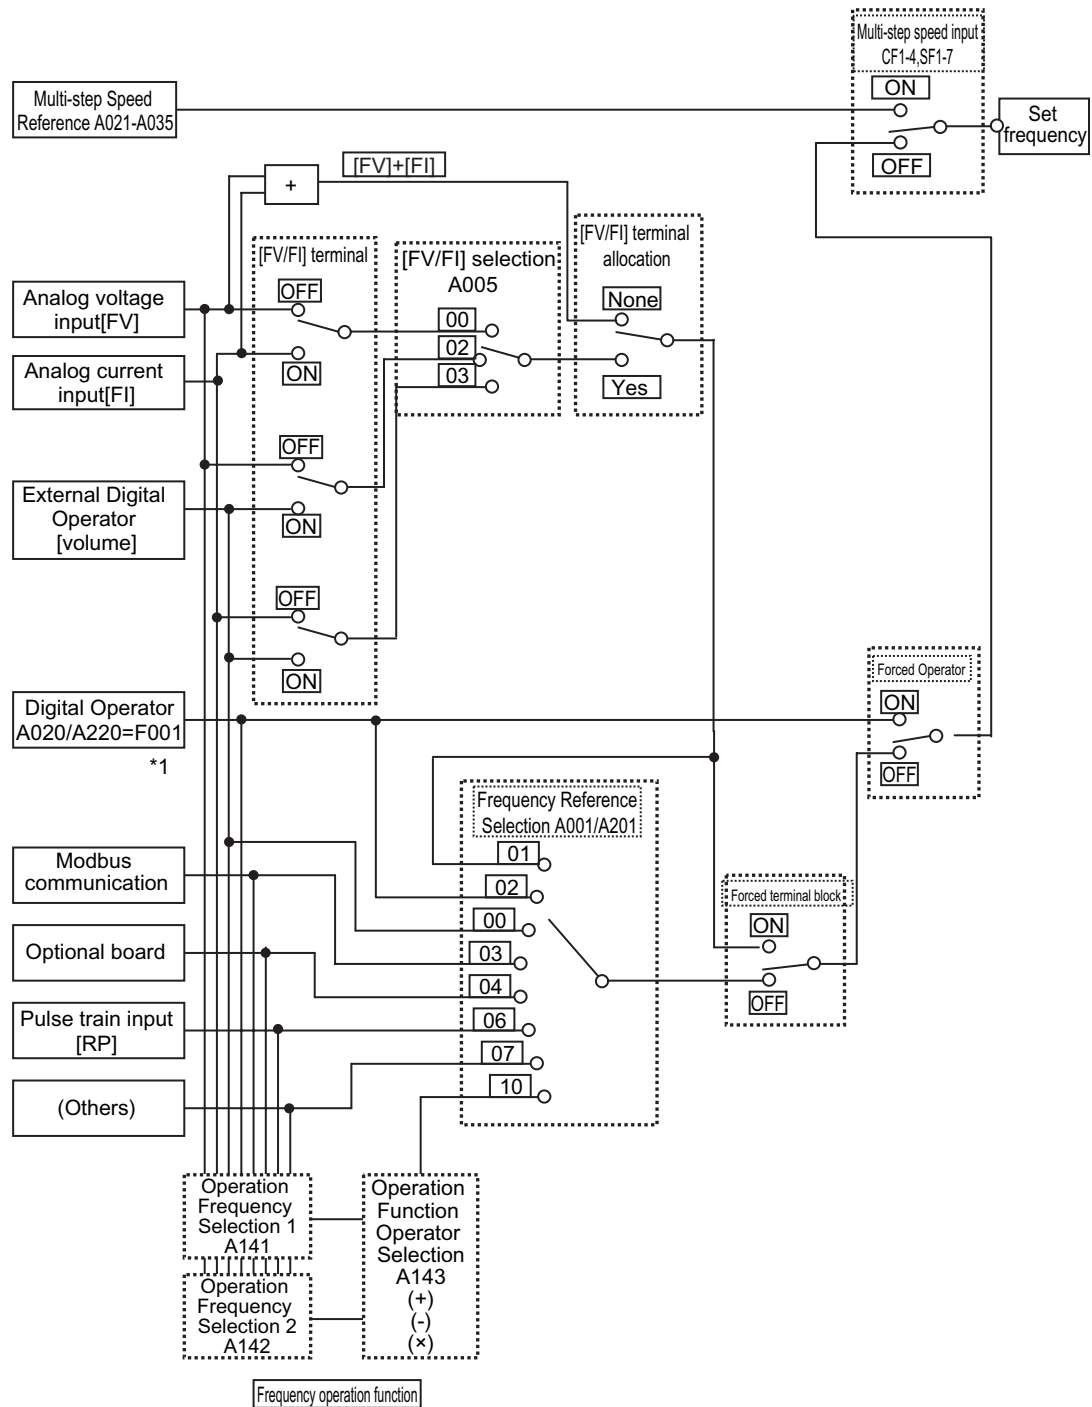 Multi-step speed input
CF1-4,SF1-7
ON
OFF
Set
frequency
Multi-step Speed
Reference A021-A035
[FV]+[FI]
+
[FV/FI] terminal
OFF
ON
OFF
ON
OFF
ON
[FV/FI] selection
A005
00
02
03
[FV/FI] terminal
allocation
None
Yes
Analog voltage
input[FV]
Analog current
input[FI]
External Digital
Operator
[volume]
Digital Operator
A020/A220=F001
*1
Forced Operator
ON
OFF
Frequency Reference
Selection A001/A201
01
02
00
03
04
06
07
10
Forced terminal block
ON
OFF
Modbus
communication
Optional board
Pulse train input
[RP]
(Others)
Operation
Frequency
Selection 1
A141
Operation
Frequency
Selection 2
A142
Operation
Function
Operator
Selection
A143
(+)
(-)
(×)
Frequency operation function